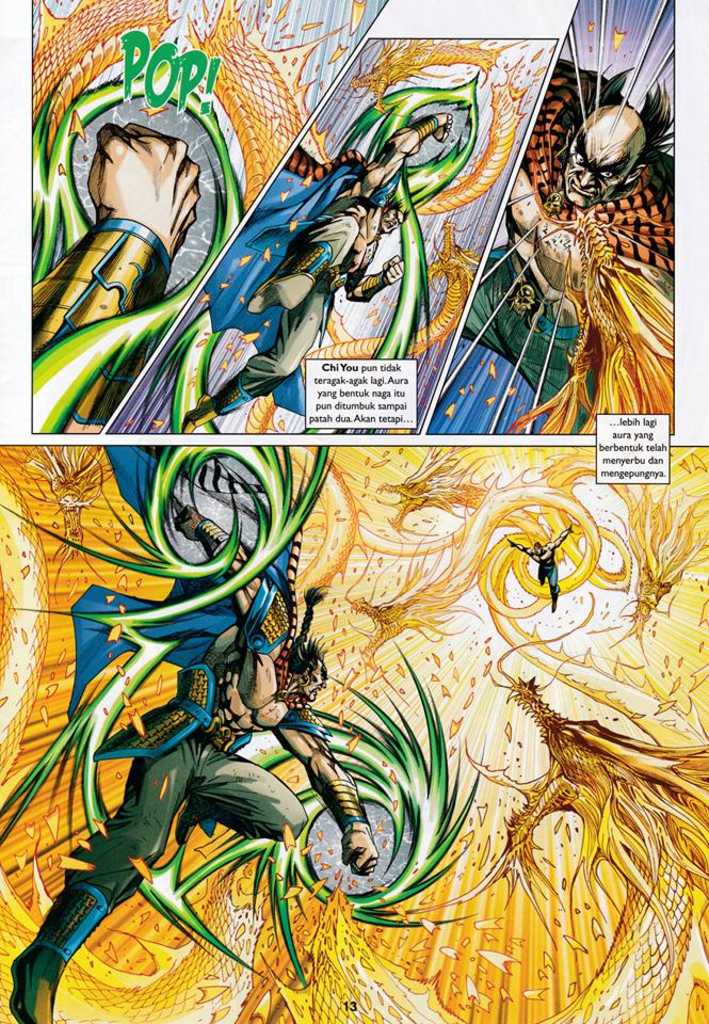 POP!
Chi You pun tidak
teragak-agak lagi. Aura
yang bentuk naga itu
pun ditumbuk sampai
patah dua. Akan tetapi...
...lebih lagi
aura yang
berbentuk telah
menyerbu dan
mengepungnya.
13